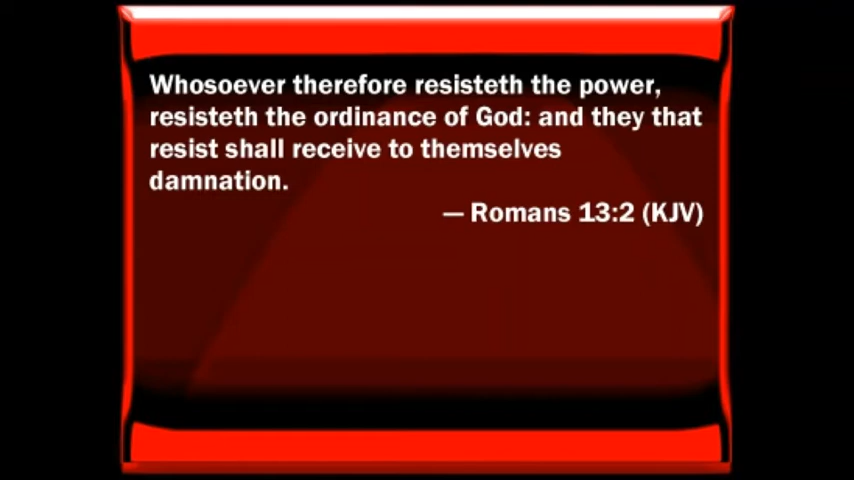 Whosoever therefore resisteth the power,
resisteth the ordinance of God: and they that
resist shall receive to themselves
damnation.
— Romans 13:2 (KJV)